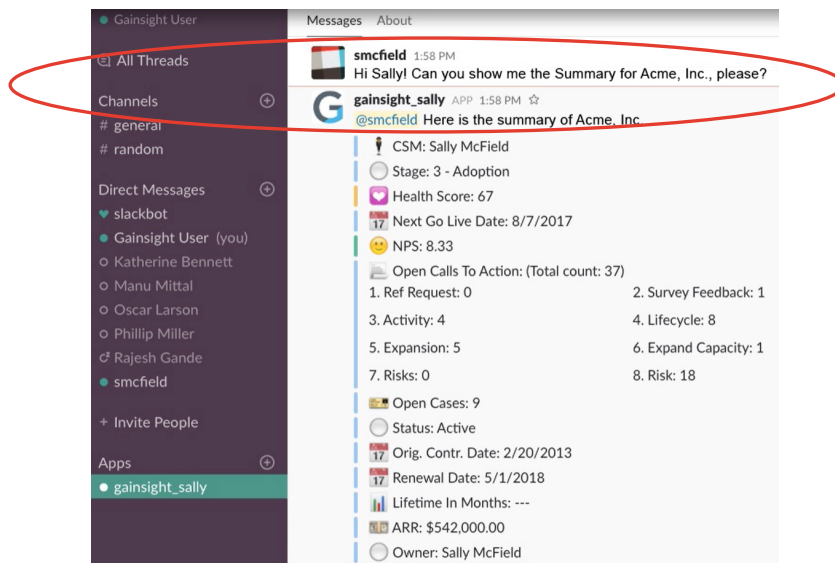 Gainsight User
All Threads
Channels
# general
# random
Direct Messages
slackbot
Gainsight User (you)
Katherine Bennett
Manu Mittal
Oscar Larson
Phillip Miller
Rajesh Gande
smcfield
+ Invite People
Apps
gainsight_sally
Messages About
smcfield 1:58 PM
Hi Sally! Can you show me the Summary for Acme, Inc., please?
gainsight_sally APP 1:58 PM
@smcfield Here is the summary of Acme, Inc
CSM: Sally McField
Stage: 3 - Adoption
Health Score: 67
17 Next Go Live Date: 8/7/2017
NPS: 8.33
Open Calls To Action: (Total count: 37)
1. Ref Request: 0 2. Survey Feedback: 1
3. Activity: 4 4. Lifecycle: 8
5. Expansion: 5 6. Expand Capacity: 1
7. Risks: 0 8. Risk: 18
Open Cases: 9
Status: Active
17 Orig. Contr. Date: 2/20/2013
17 Renewal Date: 5/1/2018
Lifetime In Months: ---
ARR: $542,000.00
Owner: Sally McField